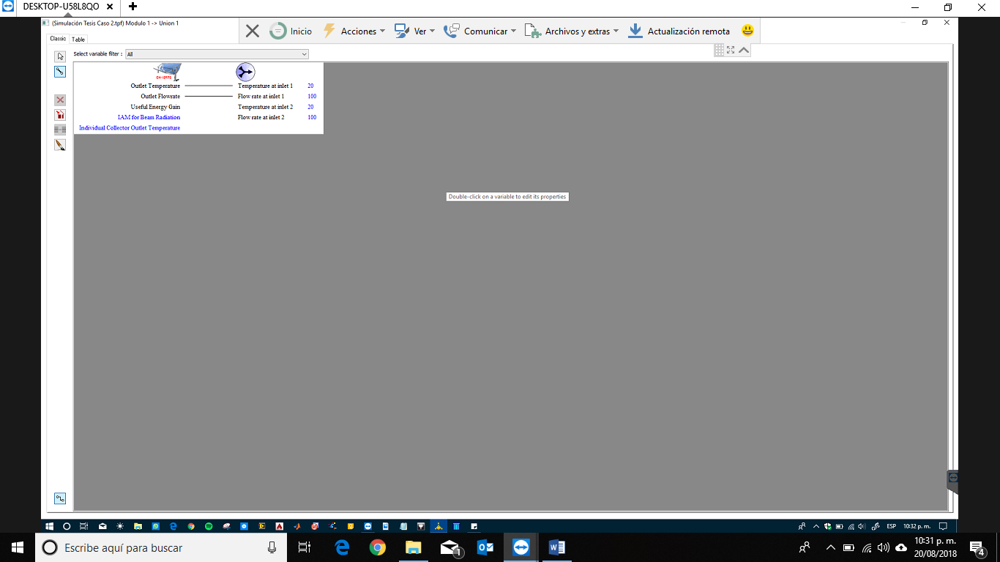 DESKTOP-U58L8QO
(Simulación Tesis Caso 2.tpf) Modulo 1 -> Union 1
Inicio
Acciones
Ver
Comunicar
Archivos y extras
Actualización remota
Classic
Table
Select variable filter :
All
EN-12975
Outlet Temperature Temperature at inlet 1 20
Outlet Flowrate Flow rate at inlet 1 100
Useful Energy Gain Temperature at inlet 2 20
IAM for Beam Radiation Flow rate at inlet 2 100
Individual Collector Outlet Temperature
Double-click on a variable to edit its properties
ESP 10:32 p. m.
Escribe aquí para buscar
1
10:31 p. m.
20/08/2018
4